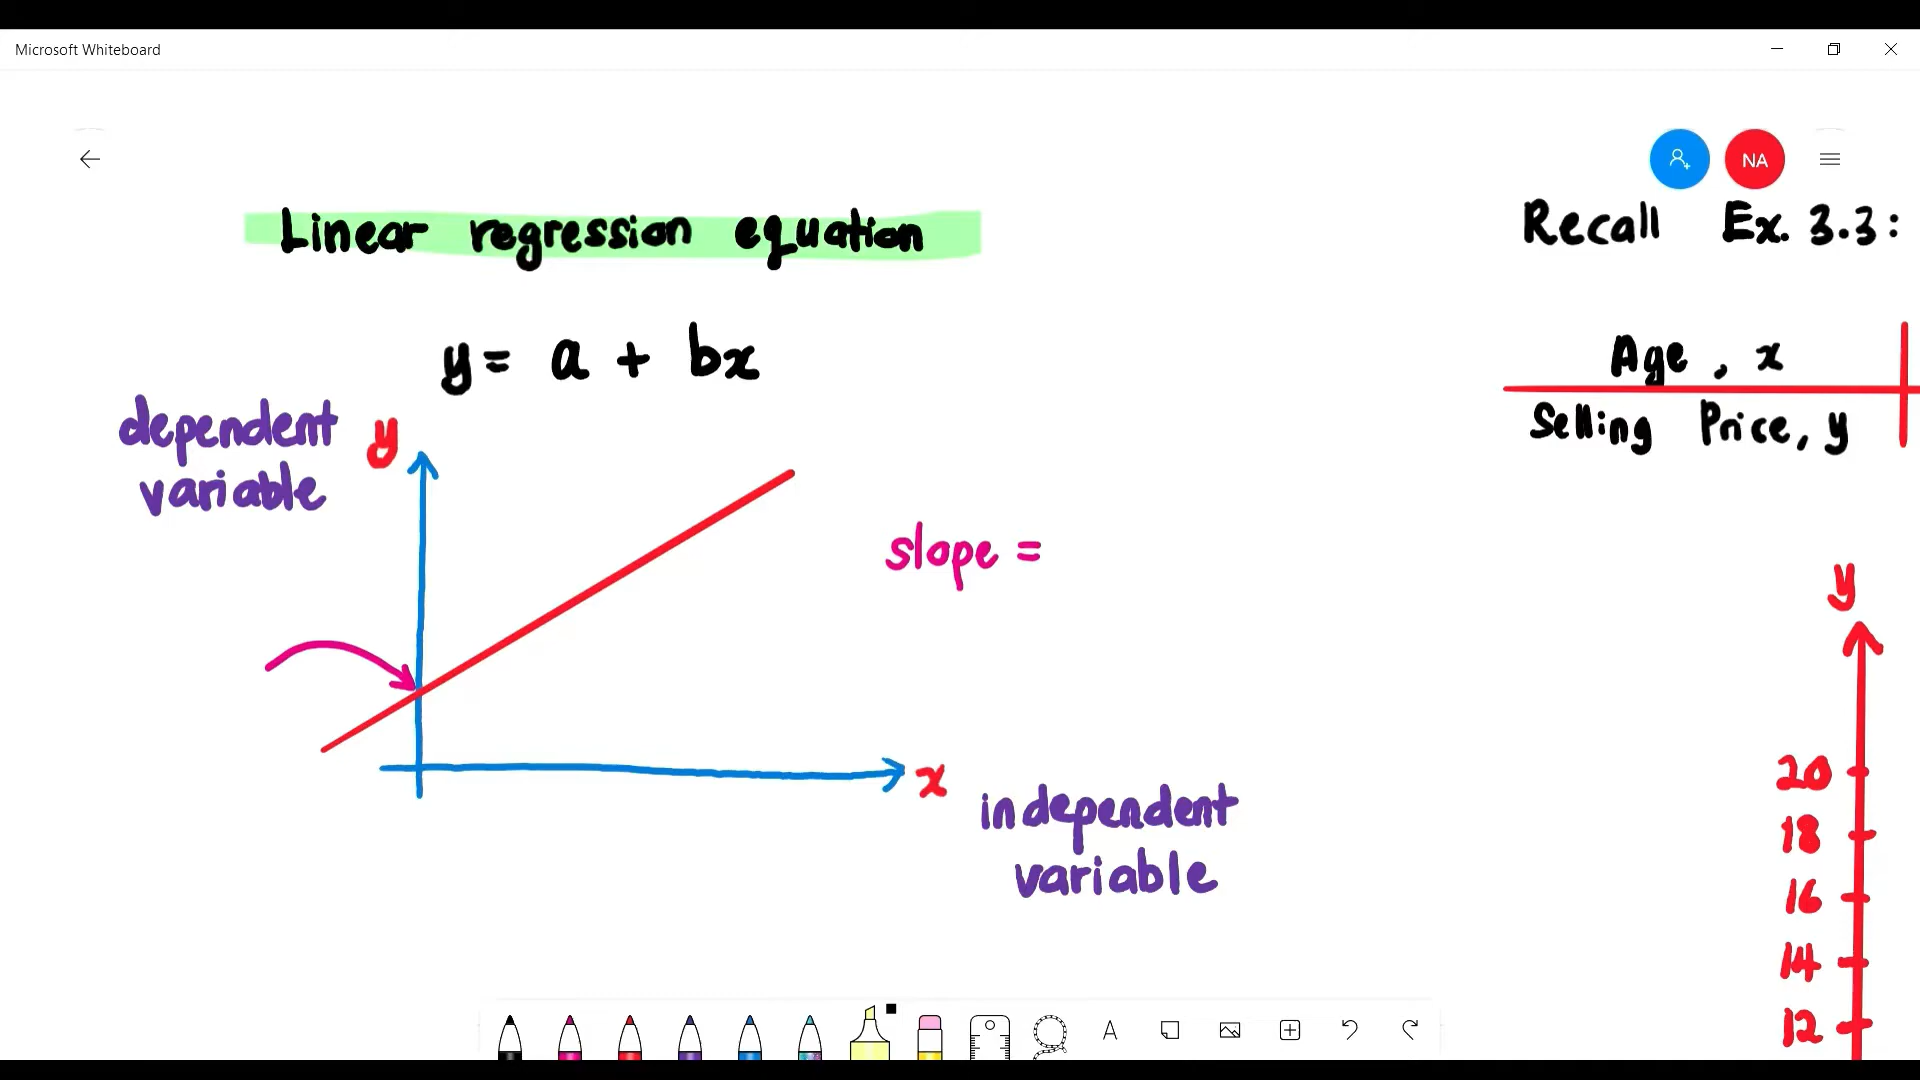 Microsoft Whiteboard
NA
Linear regression equation
y = a + bx
dependent
variable
y
slope =
x
independent
variable
Recall Ex. 3.3:
Age, x
Selling Price, y
y
20
18
16
14
12